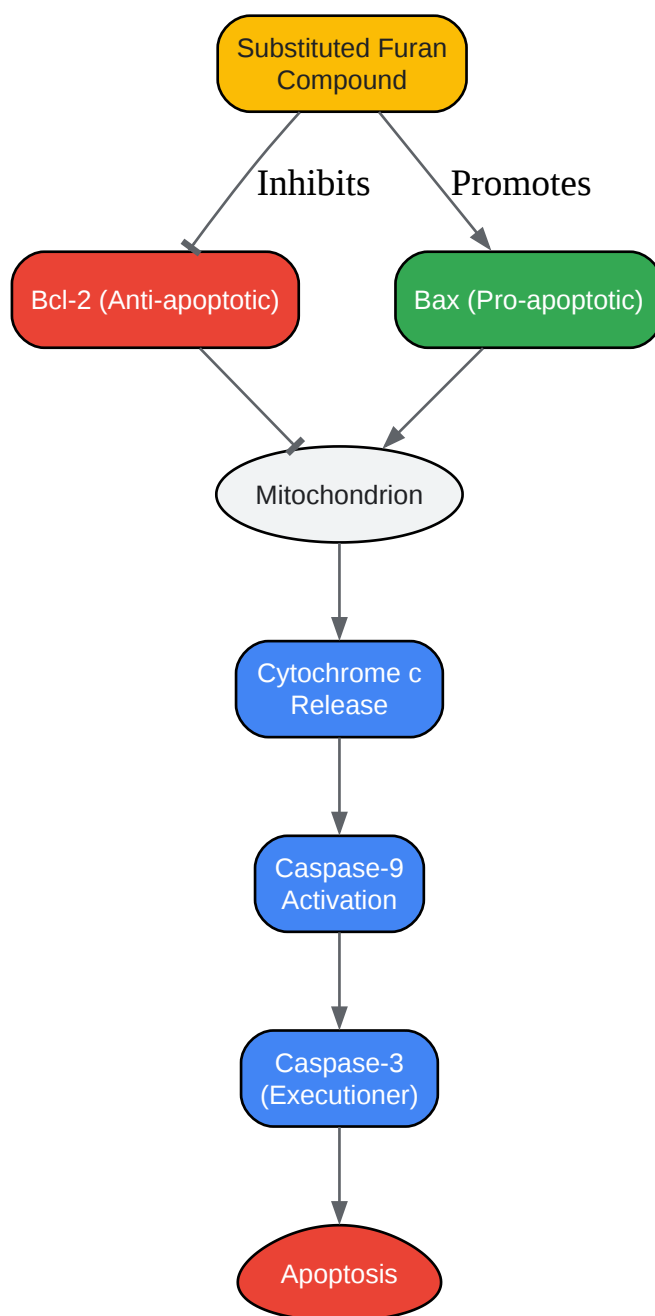 Substituted Furan
Compound
Inhibits
Promotes
Bcl-2 (Anti-apoptotic)
Bax (Pro-apoptotic)
Mitochondrion
Cytochrome c
Release
Caspase-9
Activation
Caspase-3
(Executioner)
Apoptosis